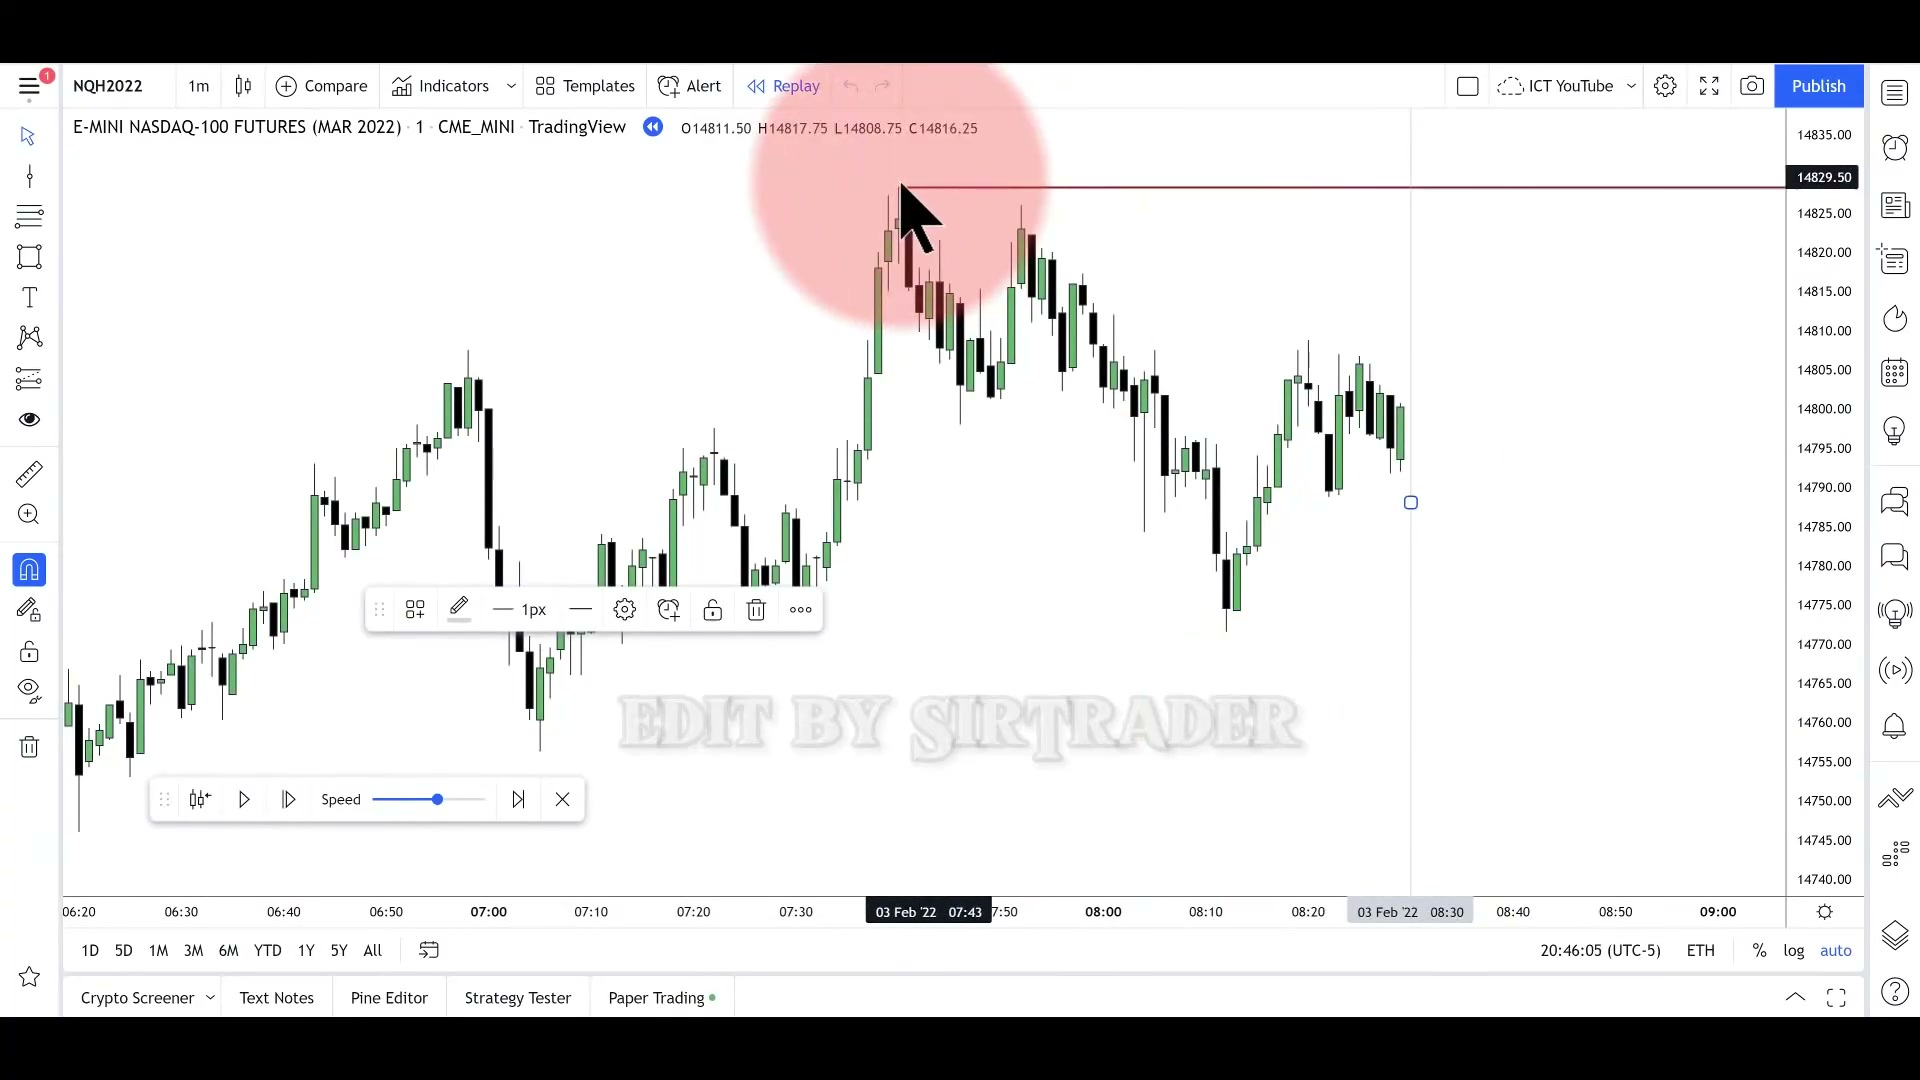 1
NQH2022 1m Compare Indicators Templates Alert Replay ICT YouTube Publish
E-MINI NASDAQ-100 FUTURES (MAR 2022) · 1 · CME_MINI · TradingView O14811.50 H14817.75 L14808.75 C14816.25
14835.00
14829.50
14825.00
14820.00
14815.00
14810.00
14805.00
14800.00
14795.00
14790.00
14785.00
14780.00
14775.00
14770.00
14765.00
14760.00
14755.00
14750.00
14745.00
14740.00
1px
EDIT BY SIRTRADER
Speed
06:20 06:30 06:40 06:50 07:00 07:10 07:20 07:30 03 Feb '22 07:43 7:50 08:00 08:10 08:20 03 Feb '22 08:30 08:40 08:50 09:00
1D 5D 1M 3M 6M YTD 1Y 5Y All 20:46:05 (UTC-5) ETH % log auto
Crypto Screener Text Notes Pine Editor Strategy Tester Paper Trading